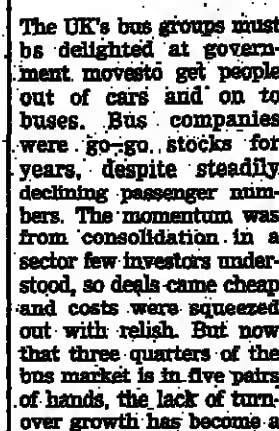 The UK's bus groups must
be delighted at govern-
ment movesto get people
out of cars and on to
buses. Bus companies
were go-go stocks for
years, despite steadily
declining passenger num-
bers. The momentum was
from consolidation in a
sector few investors under-
stood, so deals came cheap
and costs were squeezed
out with relish. But now
that three quarters of the
bus market is in five pairs
of hands, the lack of turn-
over growth has become a